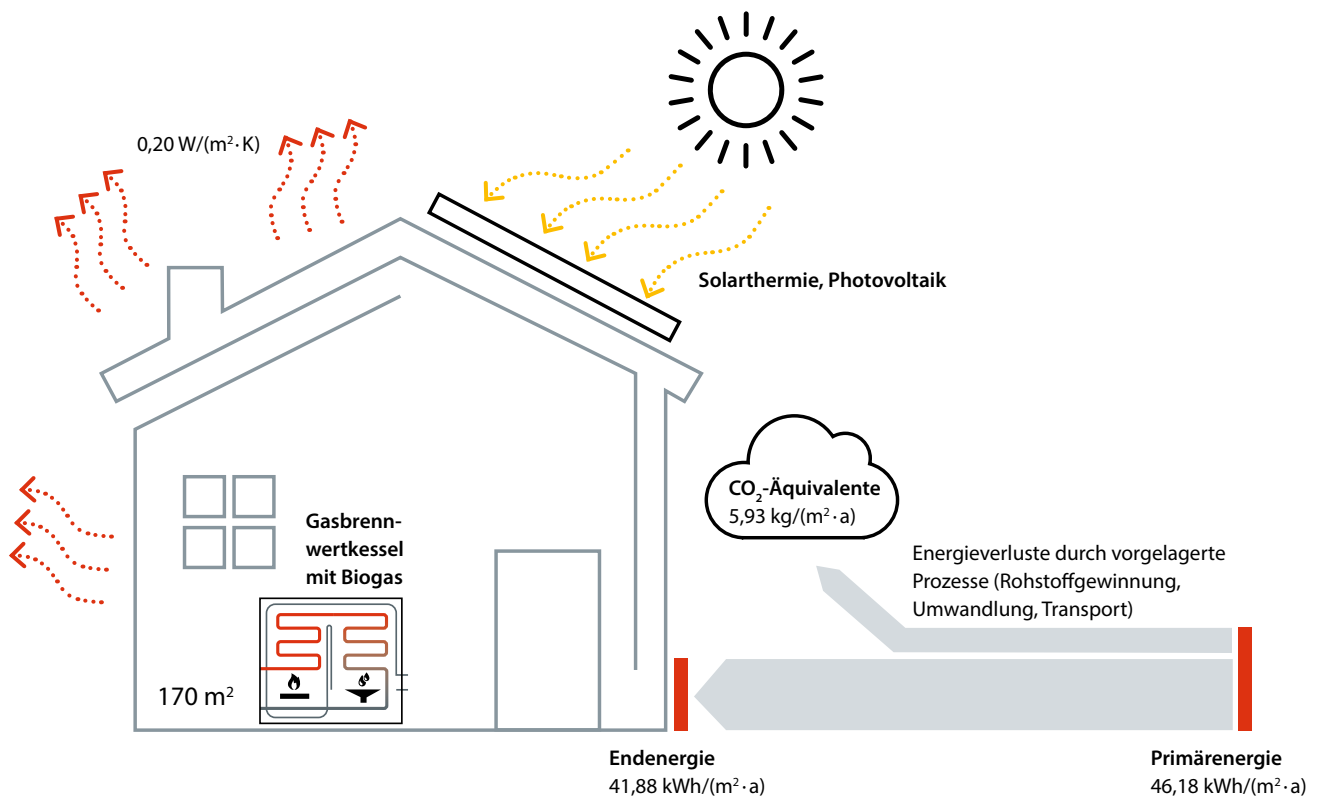 0,20 W/(m²·K)
Solarthermie, Photovoltaik
CO₂-Äquivalente
5,93 kg/(m²·a)
Gasbrenn-
wertkessel
mit Biogas
Energieverluste durch vorgelagerte
Prozesse (Rohstoffgewinnung,
Umwandlung, Transport)
170 m²
Endenergie
41,88 kWh/(m²·a)
Primärenergie
46,18 kWh/(m²·a)